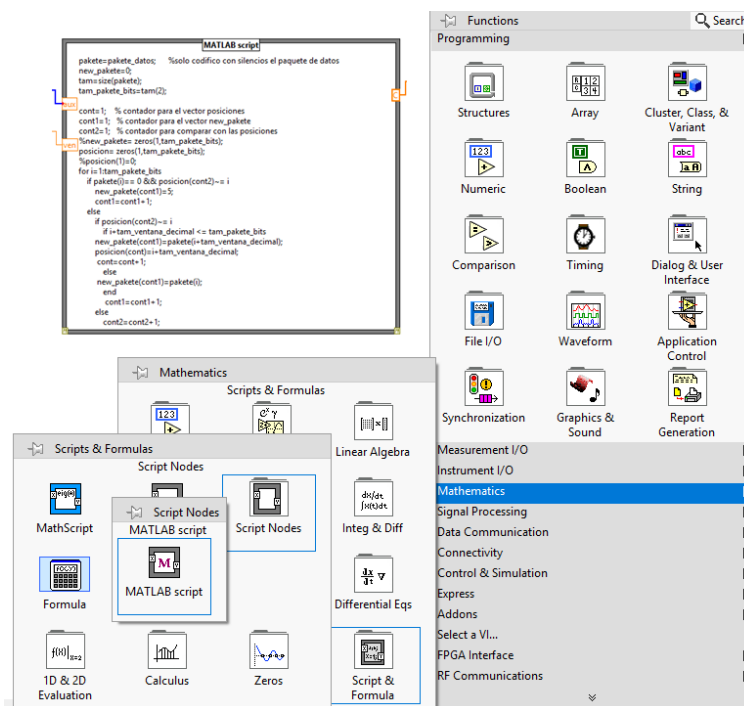 MATLAB script
pakete=pakete_datos; %solo codifico con silencios el paquete de datos
new_pakete=0;
tam=size(pakete);
tam_pakete_bits=tam(2);
cont=1; % contador para el vector posiciones
cont1=1; % contador para el vector new_pakete
cont2=1; % contador para comparar con las posiciones
%new_pakete= zeros(1,tam_pakete_bits);
posicion= zeros(1,tam_pakete_bits);
%posicion(1)=0;
for i=1:tam_pakete_bits
if pakete(i)== 0 && posicion(cont2)~= i
new_pakete(cont1)=5;
cont1=cont1+1;
else
if posicion(cont2)~= i
if i+tam_ventana_decimal <= tam_pakete_bits
new_pakete(cont1)=pakete(i+tam_ventana_decimal);
posicion(cont)=i+tam_ventana_decimal;
cont=cont+1;
else
new_pakete(cont1)=pakete(i);
end
cont1=cont1+1;
else
cont2=cont2+1;
Functions
Search
Programming
Structures
Array
Cluster, Class, &
Variant
Numeric
Boolean
String
Comparison
Timing
Dialog & User
Interface
File I/O
Waveform
Application
Control
Synchronization
Graphics &
Sound
Report
Generation
Measurement I/O
Instrument I/O
Mathematics
Signal Processing
Data Communication
Connectivity
Control & Simulation
Express
Addons
Select a VI...
FPGA Interface
RF Communications
Mathematics
Scripts & Formulas
Linear Algebra
Integ & Diff
Differential Eqs
Script &
Formula
Scripts & Formulas
Script Nodes
MathScript
Script Nodes
Formula
1D & 2D
Evaluation
Calculus
Zeros
Script Nodes
MATLAB script
MATLAB script